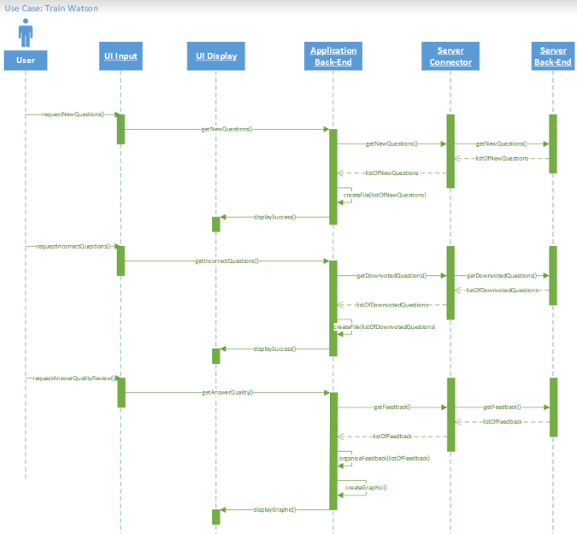 Use Case: Train Watson
User
UI Input
UI Display
Application
Back-End
Server
Connector
Server
Back-End
requestNewQuestions()
getNewQuestions()
getNewQuestions()
getNewQuestions()
listOfNewQuestions
listOfNewQuestions
createFile(listOfNewQuestions)
displaySuccess()
requestIncorrectQuestions()
getIncorrectQuestions()
getDownvotedQuestions()
getDownvotedQuestions()
listOfDownvotedQuestions
listOfDownvotedQuestions
createFile(listOfDownvotedQuestions)
displaySuccess()
requestAnswerQualityReview()
getAnswerQuality()
getFeedback()
getFeedback()
listOfFeedback
listOfFeedback
organiseFeedback(listOfFeedback)
createGraphic()
displayGraphic()